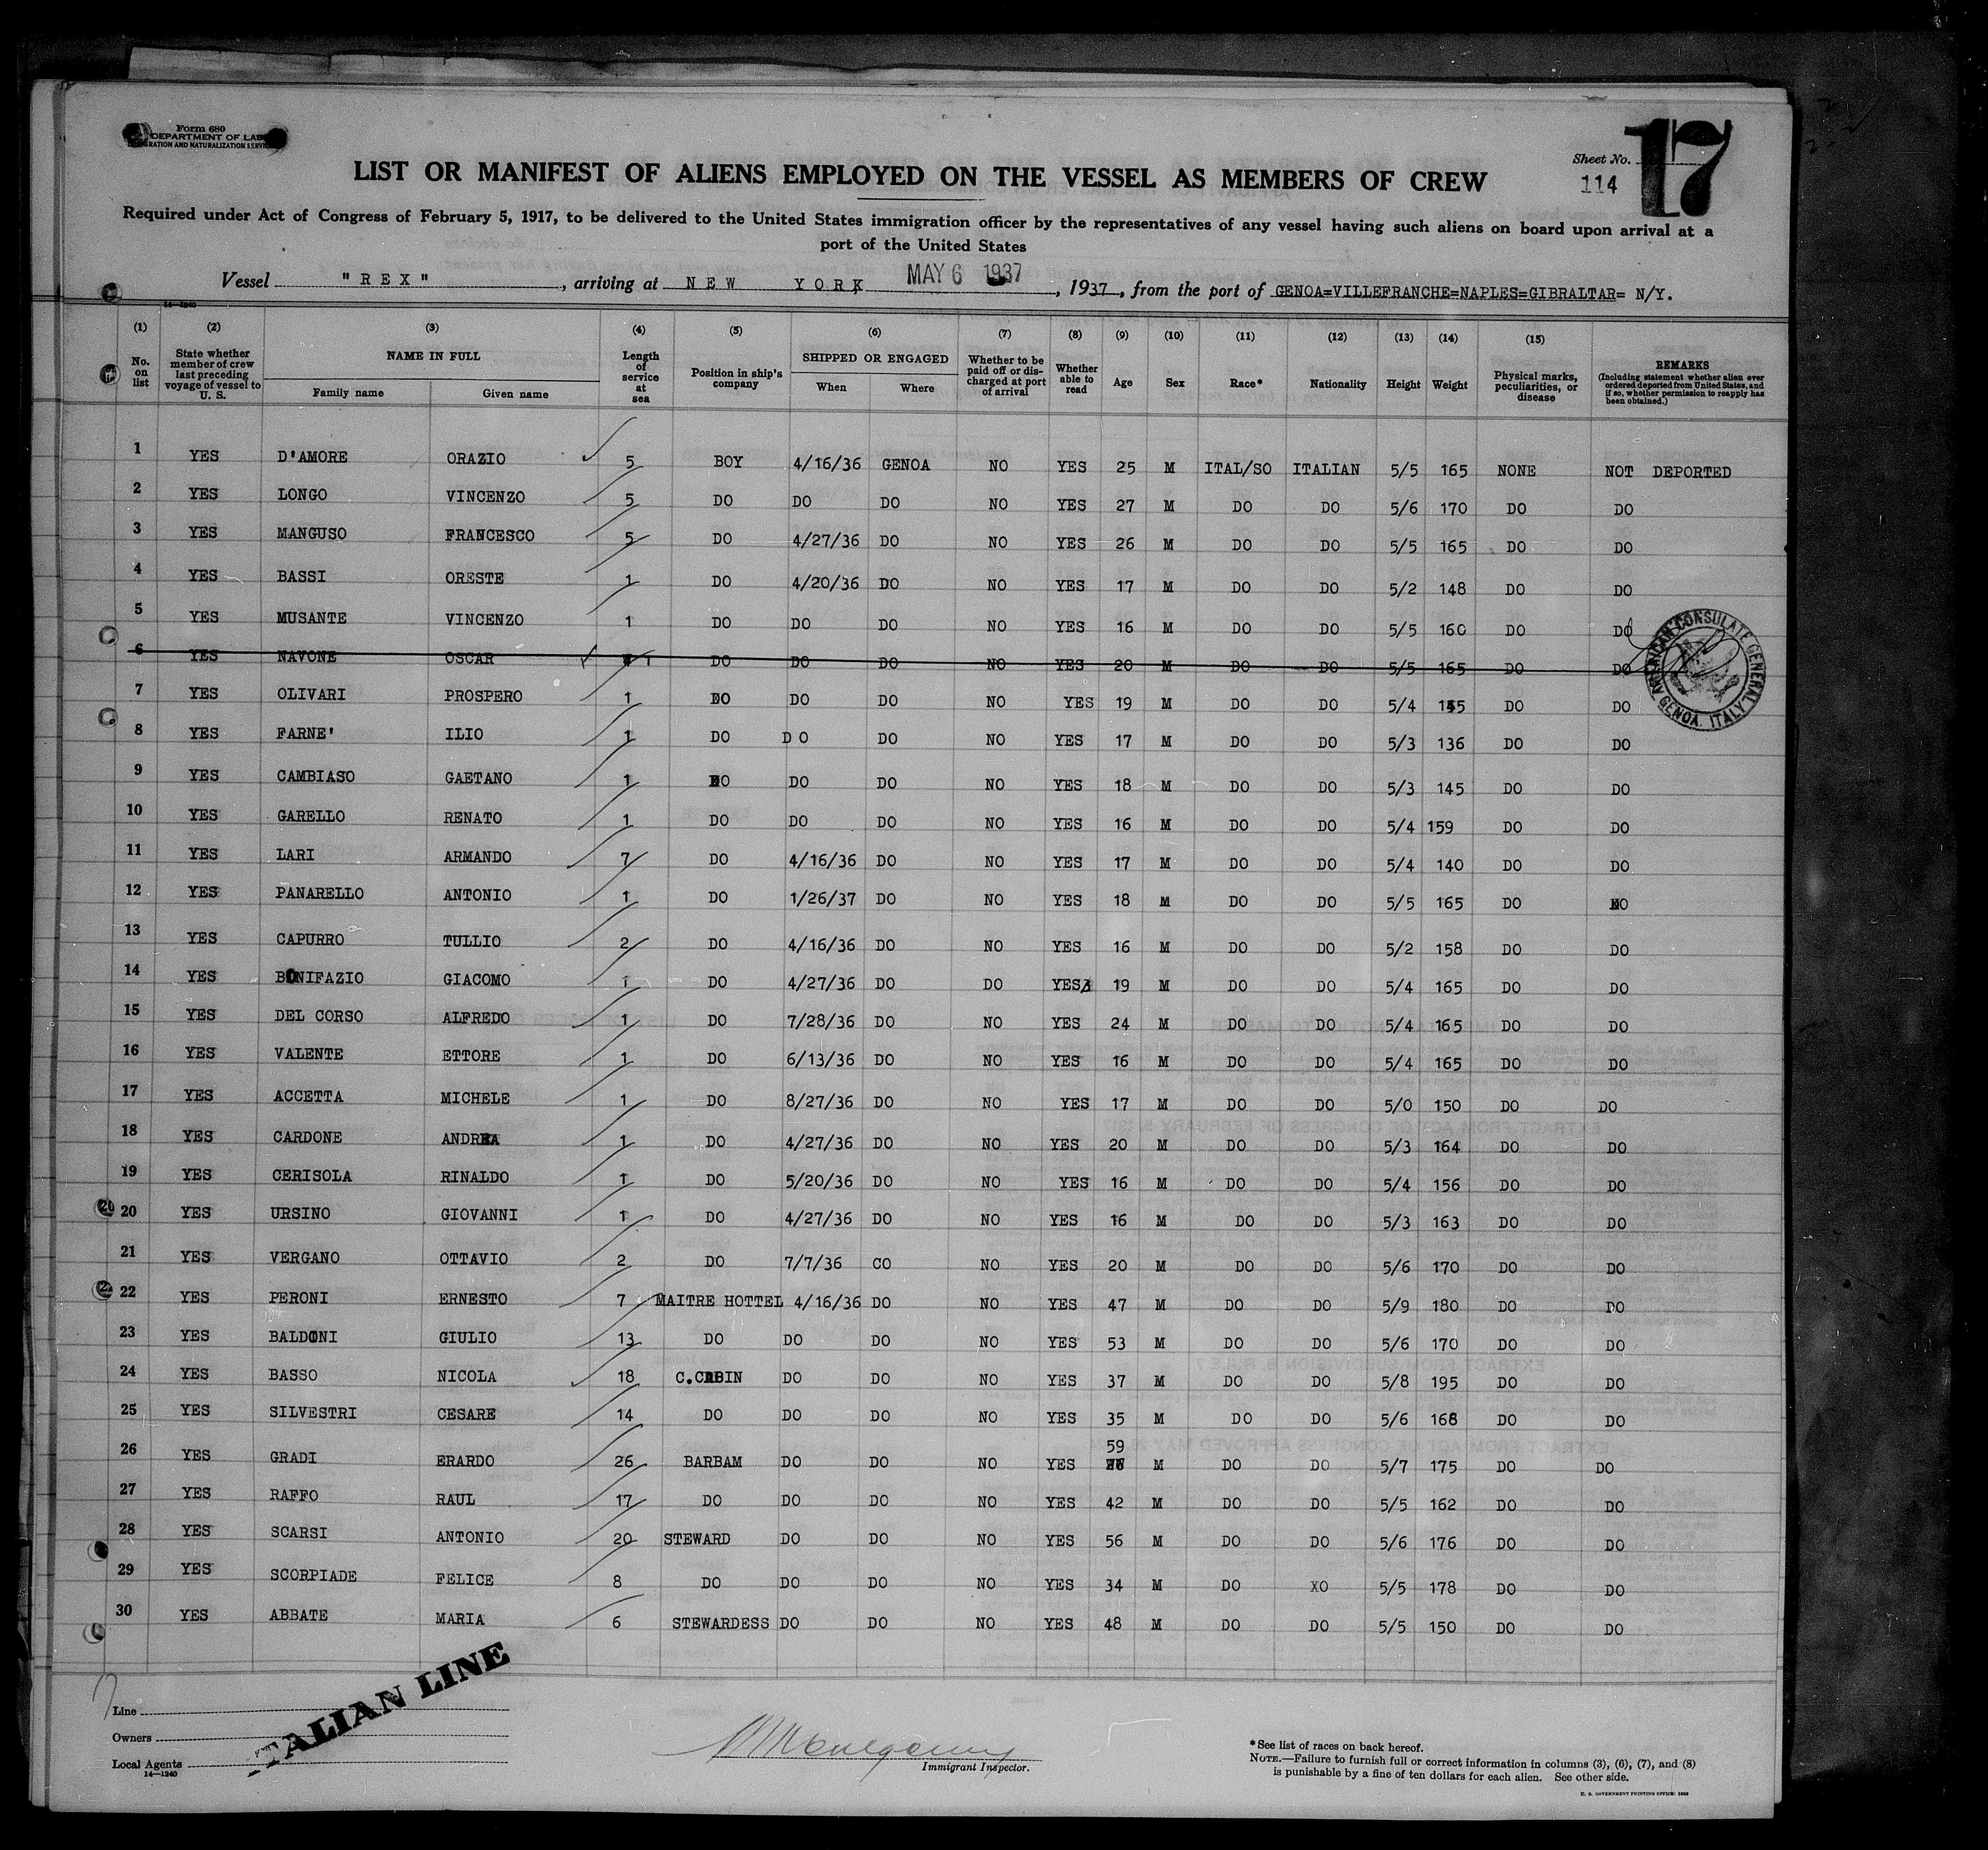 Form 680
DEPARTMENT OF LABOR
IMMIGRATION AND NATURALIZATION SERVICE
Sheet No. 17
114
LIST OR MANIFEST OF ALIENS EMPLOYED ON THE VESSEL AS MEMBERS OF CREW
Required under Act of Congress of February 5, 1917, to be delivered to the United States immigration officer by the representatives of any vessel having such aliens on board upon arrival at a
port of the United States
Vessel "REX", arriving at NEW YORK MAY 6 1937, 1937, from the port of GENOA=VILLEFRANCHE=NAPLES=GIBRALTAR= N/Y.
14-1240
(1) (2) (3) (4) (5) (6) (7) (8) (9) (10) (11) (12) (13) (14) (15)
No. on list State whether member of crew last preceding voyage of vessel to U. S. NAME IN FULL Family name Given name Length of service at sea Position in ship's company SHIPPED OR ENGAGED When Where Whether to be paid off or discharged at port of arrival Whether able to read Age Sex Race* Nationality Height Weight Physical marks, peculiarities, or disease REMARKS (Including statement whether alien ever ordered deported from United States, and if so, whether permission to reapply has been obtained.)
1 YES D'AMORE ORAZIO 5 BOY 4/16/36 GENOA NO YES 25 M ITAL/SO ITALIAN 5/5 165 NONE NOT DEPORTED
2 YES LONGO VINCENZO 5 DO DO DO NO YES 27 M DO DO 5/6 170 DO DO
3 YES MANGUSO FRANCESCO 5 DO 4/27/36 DO NO YES 26 M DO DO 5/5 165 DO DO
4 YES BASSI ORESTE 1 DO 4/20/36 DO NO YES 17 M DO DO 5/2 148 DO DO
5 YES MUSANTE VINCENZO 1 DO DO DO NO YES 16 M DO DO 5/5 160 DO DO
6 YES NAVONE OSCAR 1 DO DO DO NO YES 20 M DO DO 5/5 165 DO DO
7 YES OLIVARI PROSPERO 1 DO DO DO NO YES 19 M DO DO 5/4 145 DO DO
8 YES FARNE' ILIO 1 DO D O DO NO YES 17 M DO DO 5/3 136 DO DO
9 YES CAMBIASO GAETANO 1 DO DO DO NO YES 18 M DO DO 5/3 145 DO DO
10 YES GARELLO RENATO 1 DO DO DO NO YES 16 M DO DO 5/4 159 DO DO
11 YES LARI ARMANDO 7 DO 4/16/36 DO NO YES 17 M DO DO 5/4 140 DO DO
12 YES PANARELLO ANTONIO 1 DO 1/26/37 DO NO YES 18 M DO DO 5/5 165 DO DO
13 YES CAPURRO TULLIO 2 DO 4/16/36 DO NO YES 16 M DO DO 5/2 158 DO DO
14 YES BONIFAZIO GIACOMO 1 DO 4/27/36 DO DO YES 19 M DO DO 5/4 165 DO DO
15 YES DEL CORSO ALFREDO 1 DO 7/28/36 DO NO YES 24 M DO DO 5/4 165 DO DO
16 YES VALENTE ETTORE 1 DO 6/13/36 DO NO YES 16 M DO DO 5/4 165 DO DO
17 YES ACCETTA MICHELE 1 DO 8/27/36 DO NO YES 17 M DO DO 5/0 150 DO DO
18 YES CARDONE ANDREA 1 DO 4/27/36 DO NO YES 20 M DO DO 5/3 164 DO DO
19 YES CERISOLA RINALDO 1 DO 5/20/36 DO NO YES 16 M DO DO 5/4 156 DO DO
20 YES URSINO GIOVANNI 1 DO 4/27/36 DO NO YES 16 M DO DO 5/3 163 DO DO
21 YES VERGANO OTTAVIO 2 DO 7/7/36 CO NO YES 20 M DO DO 5/6 170 DO DO
22 YES PERONI ERNESTO 7 MAITRE HOTTEL 4/16/36 DO NO YES 47 M DO DO 5/9 180 DO DO
23 YES BALDONI GIULIO 13 DO DO DO NO YES 53 M DO DO 5/6 170 DO DO
24 YES BASSO NICOLA 18 C.CABIN DO DO NO YES 37 M DO DO 5/8 195 DO DO
25 YES SILVESTRI CESARE 14 DO DO DO NO YES 35 M DO DO 5/6 168 DO DO
26 YES GRADI ERARDO 26 BARBAM DO DO NO YES 59 M DO DO 5/7 175 DO DO
27 YES RAFFO RAUL 17 DO DO DO NO YES 42 M DO DO 5/5 162 DO DO
28 YES SCARSI ANTONIO 20 STEWARD DO DO NO YES 56 M DO DO 5/6 176 DO DO
29 YES SCORPIADE FELICE 8 DO DO DO NO YES 34 M DO XO 5/5 178 DO DO
30 YES ABBATE MARIA 6 STEWARDESS DO DO NO YES 48 M DO DO 5/5 150 DO DO
AMERICAN CONSULATE GENERAL GENOA, ITALY
Line
Owners
Local Agents
14-1240
ITALIAN LINE
Immigrant Inspector.
*See list of races on back hereof.
NOTE.—Failure to furnish full or correct information in columns (3), (6), (7), and (8)
is punishable by a fine of ten dollars for each alien. See other side.